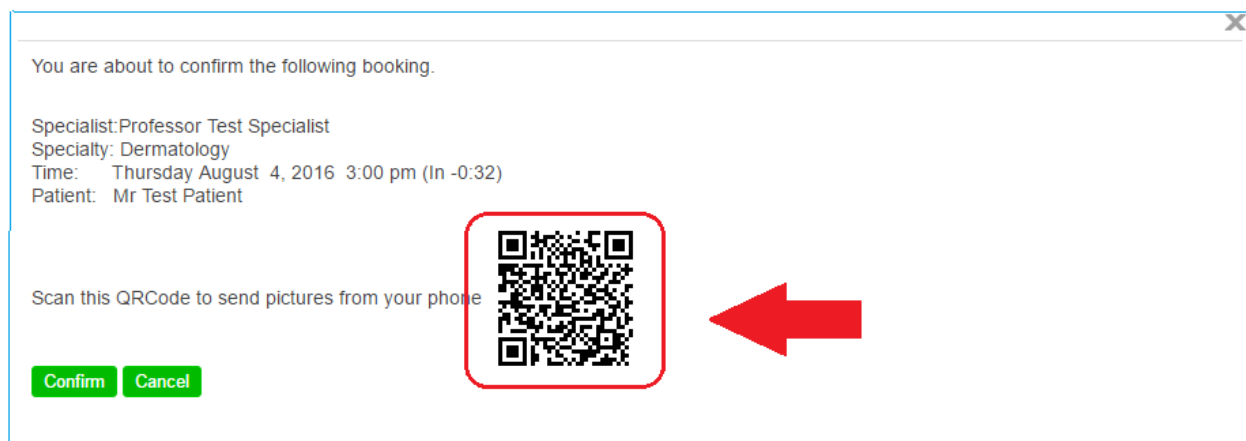 You are about to confirm the following booking.
Specialist:Professor Test Specialist
Specialty: Dermatology
Time: Thursday August 4, 2016 3:00 pm (In -0:32)
Patient: Mr Test Patient
Scan this QRCode to send pictures from your phone
Confirm Cancel